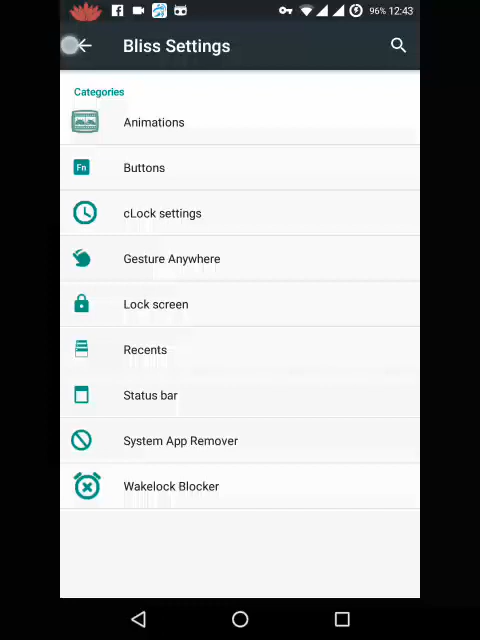 96% 12:43
Bliss Settings
Categories
Animations
Fn Buttons
cLock settings
Gesture Anywhere
Lock screen
Recents
Status bar
System App Remover
Wakelock Blocker